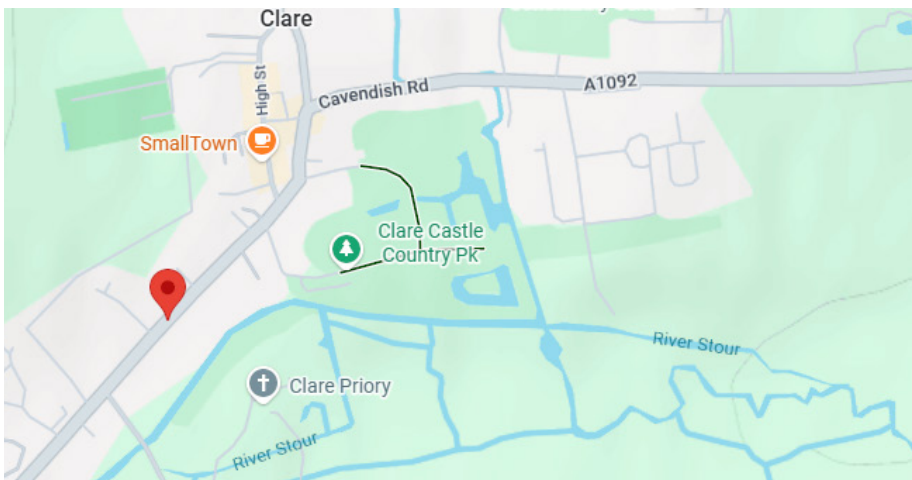 Clare
High St
Cavendish Rd
A1092
SmallTown
Clare Castle
Country Pk
River Stour
Clare Priory
River Stour